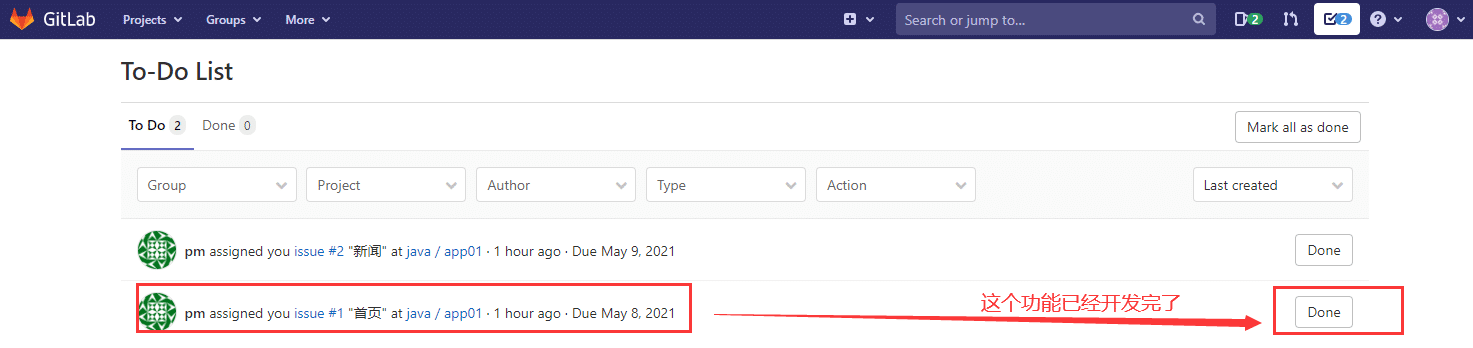 GitLab Projects Groups More Search or jump to... 2 2
To-Do List
To Do 2 Done 0 Mark all as done
Group Project Author Type Action Last created
pm assigned you issue #2 "新闻" at java / app01 · 1 hour ago · Due May 9, 2021 Done
pm assigned you issue #1 "首页" at java / app01 · 1 hour ago · Due May 8, 2021 这个功能已经开发完了 Done